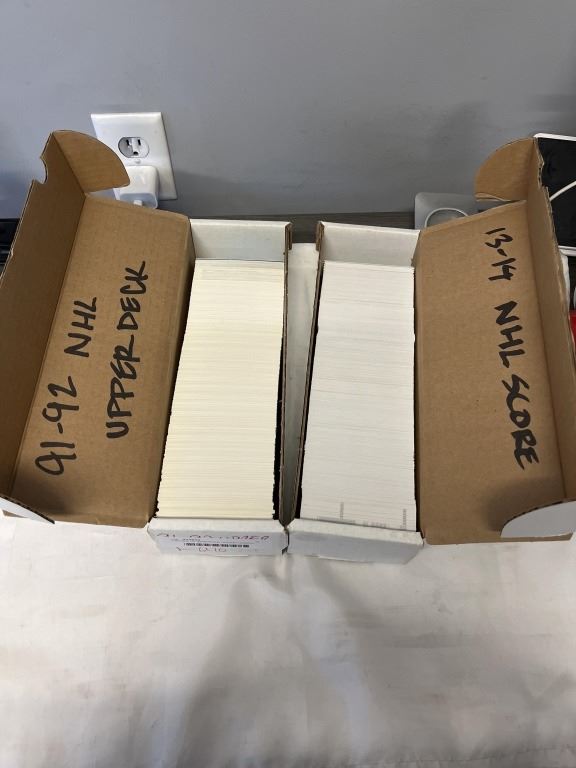 91-92 NHL
UPPER DECK
13-14 NHL SCORE